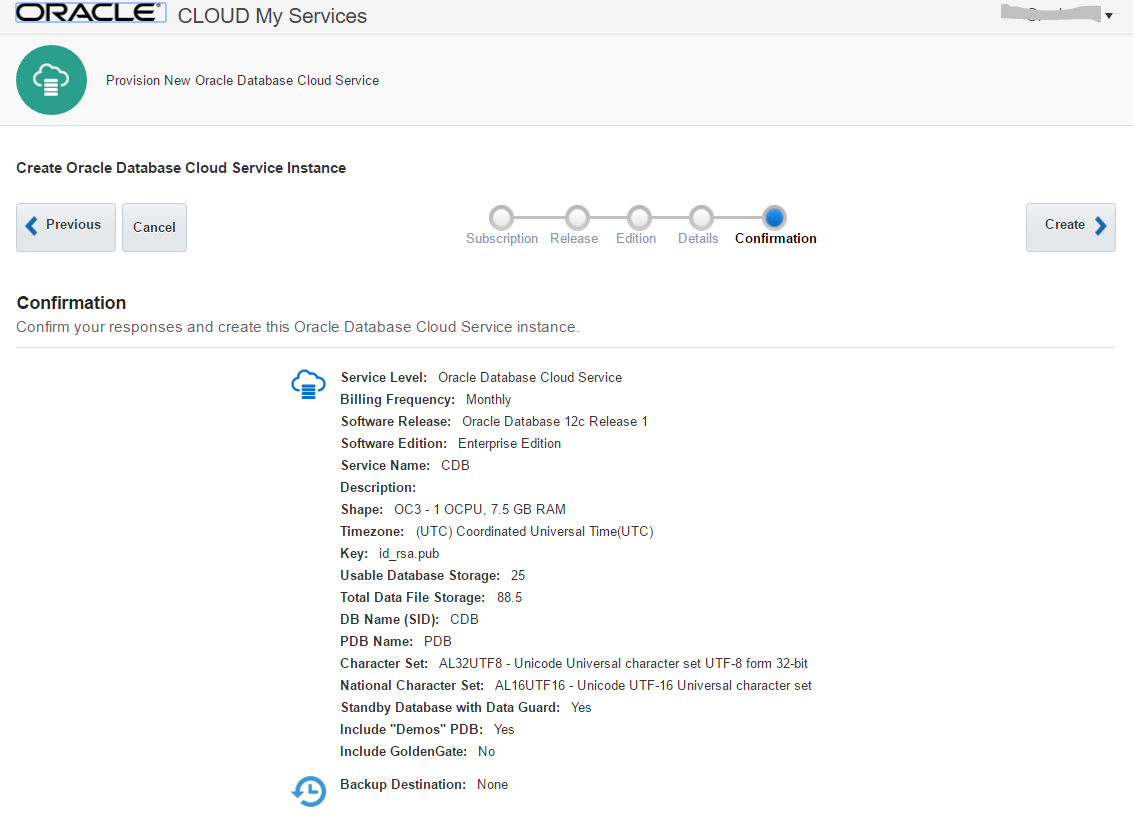 ORACLE® CLOUD My Services
Provision New Oracle Database Cloud Service
Create Oracle Database Cloud Service Instance
Previous
Cancel
Subscription
Release
Edition
Details
Confirmation
Create
Confirmation
Confirm your responses and create this Oracle Database Cloud Service instance.
Service Level: Oracle Database Cloud Service
Billing Frequency: Monthly
Software Release: Oracle Database 12c Release 1
Software Edition: Enterprise Edition
Service Name: CDB
Description:
Shape: OC3 - 1 OCPU, 7.5 GB RAM
Timezone: (UTC) Coordinated Universal Time(UTC)
Key: id_rsa.pub
Usable Database Storage: 25
Total Data File Storage: 88.5
DB Name (SID): CDB
PDB Name: PDB
Character Set: AL32UTF8 - Unicode Universal character set UTF-8 form 32-bit
National Character Set: AL16UTF16 - Unicode UTF-16 Universal character set
Standby Database with Data Guard: Yes
Include "Demos" PDB: Yes
Include GoldenGate: No
Backup Destination: None